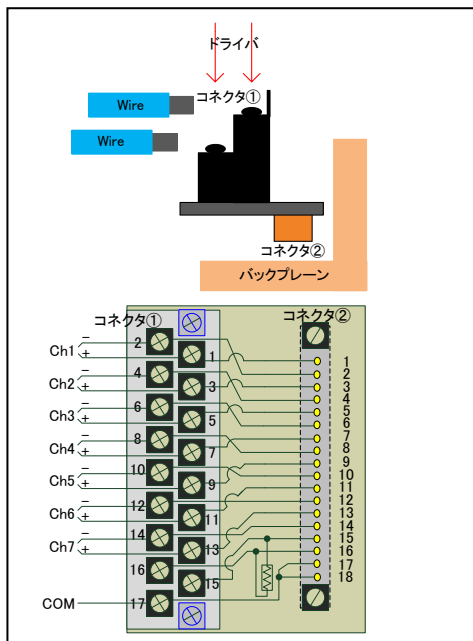 ドライバ
コネクタ①
Wire
Wire
コネクタ②
バックプレーン
コネクタ①
コネクタ②
Ch1 − +
Ch2 − +
Ch3 − +
Ch4 − +
Ch5 − +
Ch6 − +
Ch7 − +
COM
2
1
4
3
6
5
8
7
10
9
12
11
14
13
16
15
17
1
2
3
4
5
6
7
8
9
10
11
12
13
14
15
16
17
18